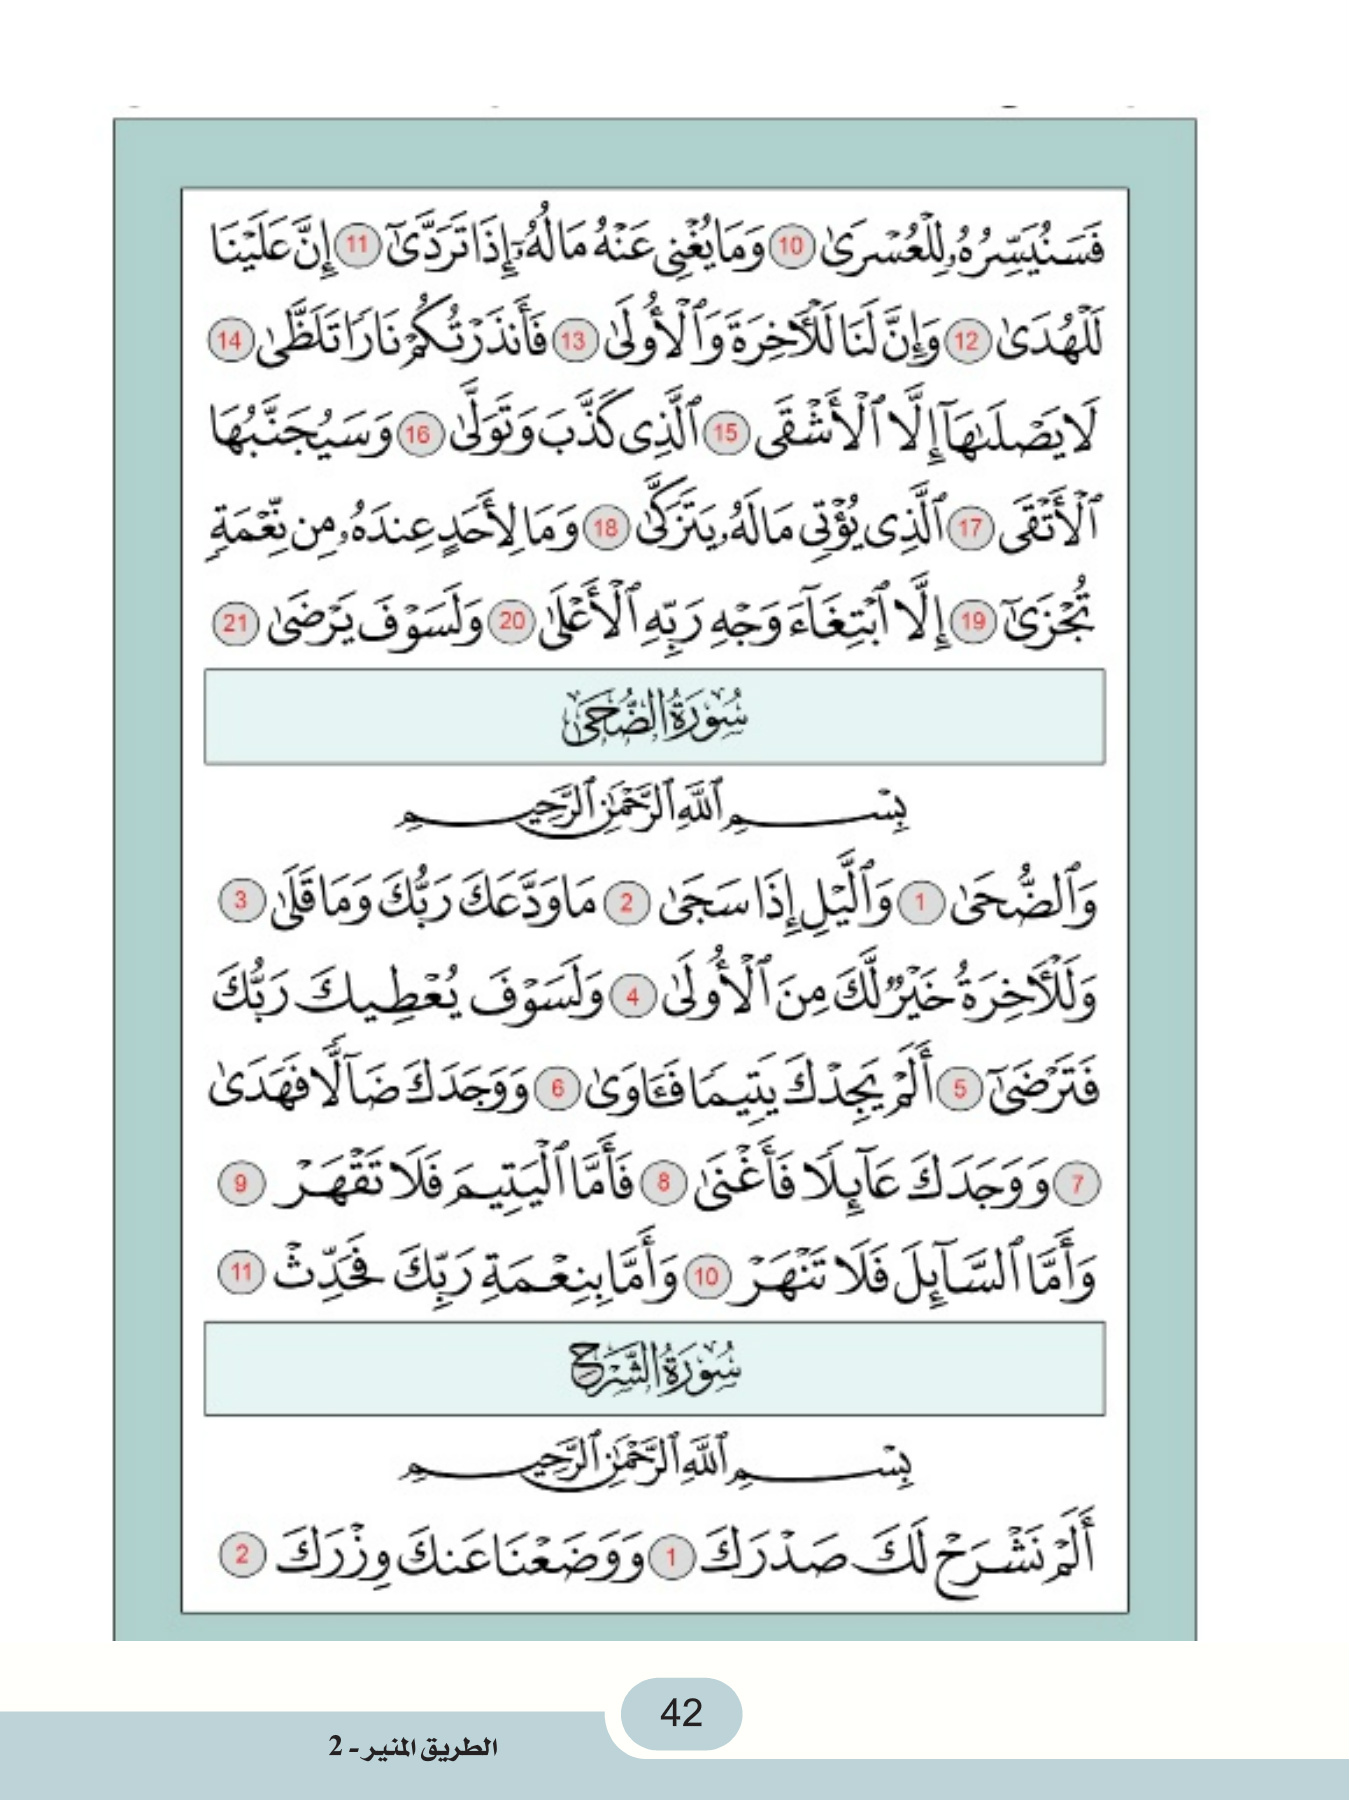 فَسَنُيَسِّرُهُۥ لِلْعُسْرَىٰ 10 وَمَا يُغْنِى عَنْهُ مَالُهُۥٓ إِذَا تَرَدَّىٰٓ 11 إِنَّ عَلَيْنَا
لَلْهُدَىٰ 12 وَإِنَّ لَنَا لَلْأَخِرَةَ وَٱلْأُولَىٰ 13 فَأَنذَرْتُكُمْ نَارًا تَلَظَّىٰ 14
لَا يَصْلَىٰهَآ إِلَّا ٱلْأَشْقَى 15 ٱلَّذِى كَذَّبَ وَتَوَلَّىٰ 16 وَسَيُجَنَّبُهَا
ٱلْأَتْقَى 17 ٱلَّذِى يُؤْتِى مَالَهُۥ يَتَزَكَّىٰ 18 وَمَا لِأَحَدٍ عِندَهُۥ مِن نِّعْمَةٍ
تُجْزَىٰٓ 19 إِلَّا ٱبْتِغَآءَ وَجْهِ رَبِّهِ ٱلْأَعْلَىٰ 20 وَلَسَوْفَ يَرْضَىٰ 21
سُورَةُ الضُّحَىٰ
بِسْمِ ٱللَّهِ ٱلرَّحْمَٰنِ ٱلرَّحِيمِ
وَٱلضُّحَىٰ 1 وَٱلَّيْلِ إِذَا سَجَىٰ 2 مَا وَدَّعَكَ رَبُّكَ وَمَا قَلَىٰ 3
وَلَلْأَخِرَةُ خَيْرٌ لَّكَ مِنَ ٱلْأُولَىٰ 4 وَلَسَوْفَ يُعْطِيكَ رَبُّكَ
فَتَرْضَىٰٓ 5 أَلَمْ يَجِدْكَ يَتِيمًا فَـَٔاوَىٰ 6 وَوَجَدَكَ ضَآلًّا فَهَدَىٰ
7 وَوَجَدَكَ عَآئِلًا فَأَغْنَىٰ 8 فَأَمَّا ٱلْيَتِيمَ فَلَا تَقْهَرْ 9
وَأَمَّا ٱلسَّآئِلَ فَلَا تَنْهَرْ 10 وَأَمَّا بِنِعْمَةِ رَبِّكَ فَحَدِّثْ 11
سُورَةُ الشَّرْحِ
بِسْمِ ٱللَّهِ ٱلرَّحْمَٰنِ ٱلرَّحِيمِ
أَلَمْ نَشْرَحْ لَكَ صَدْرَكَ 1 وَوَضَعْنَا عَنكَ وِزْرَكَ 2
42
الطريق المنير - 2